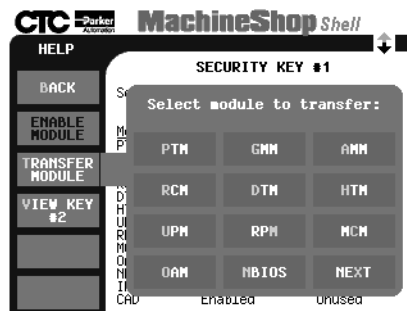 CTC Parker Automation MachineShop Shell
HELP
SECURITY KEY #1
BACK
Select module to transfer:
ENABLE MODULE
PTM GMM AMM
TRANSFER MODULE
RCM DTM HTM
VIEW KEY #2
UPM RPM MCM
OAM NBIOS NEXT
CAD Enabled Unused